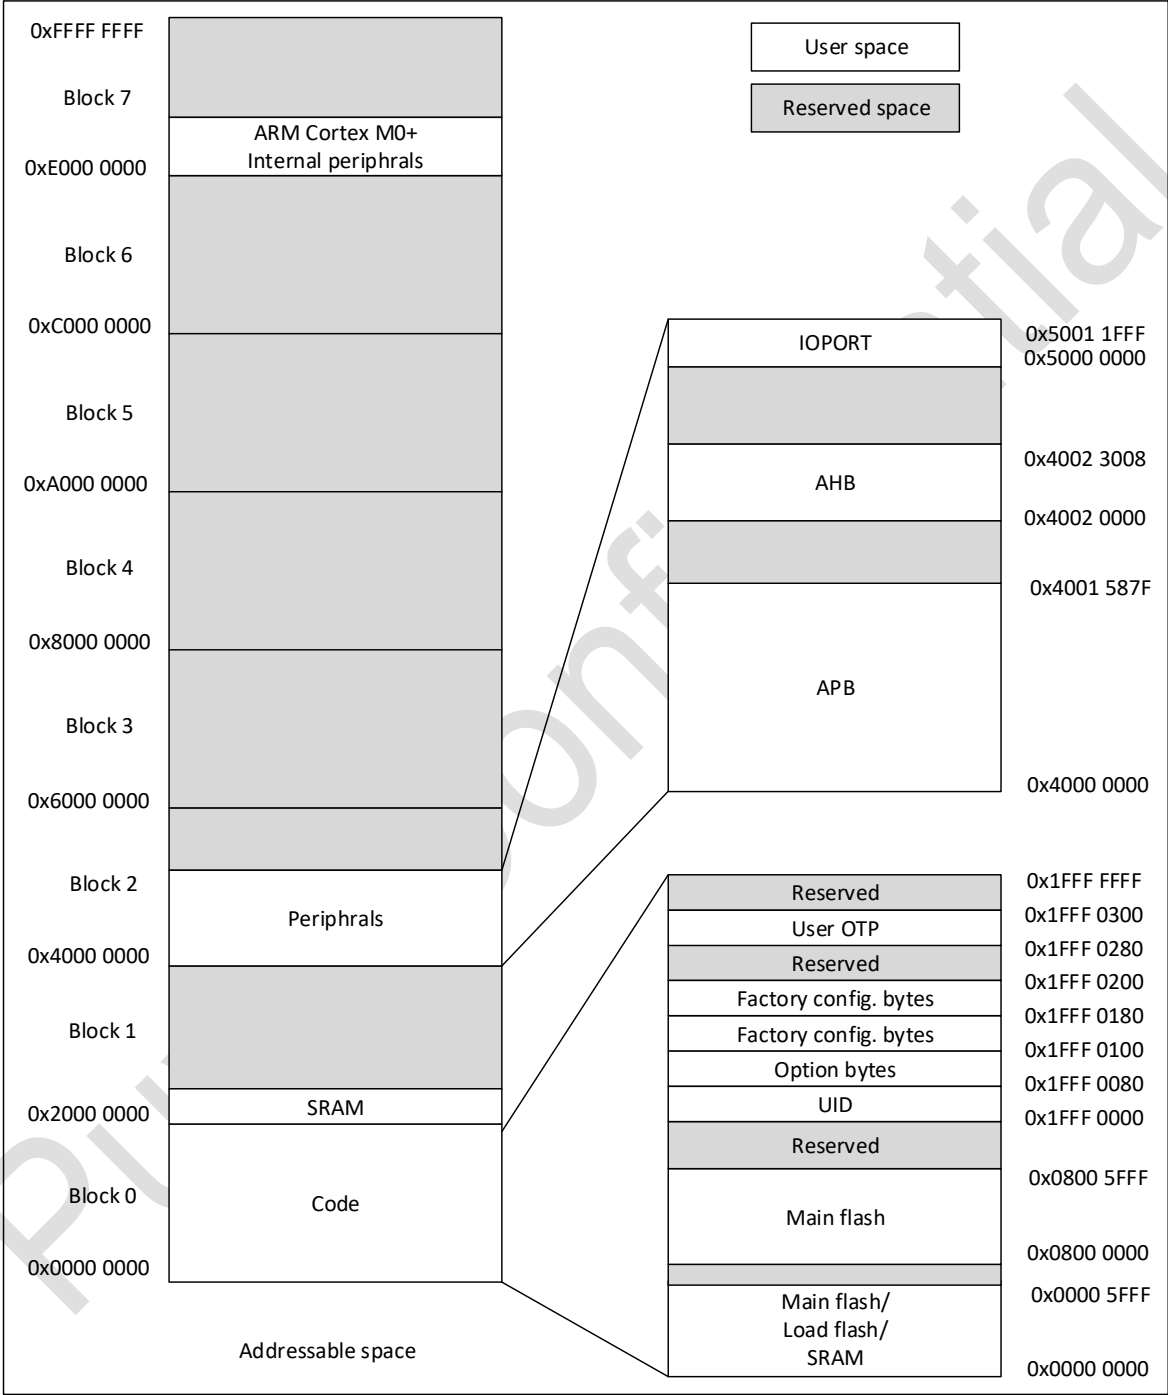 0xFFFF FFFF
Block 7
ARM Cortex M0+
Internal periphrals
0xE000 0000
Block 6
0xC000 0000
Block 5
0xA000 0000
Block 4
0x8000 0000
Block 3
0x6000 0000
Block 2
Periphrals
0x4000 0000
Block 1
0x2000 0000
SRAM
Block 0
Code
0x0000 0000
Addressable space
User space
Reserved space
IOPORT
0x5001 1FFF
0x5000 0000
AHB
0x4002 3008
0x4002 0000
0x4001 587F
APB
0x4000 0000
Reserved
0x1FFF FFFF
0x1FFF 0300
User OTP
0x1FFF 0280
Reserved
0x1FFF 0200
Factory config. bytes
0x1FFF 0180
Factory config. bytes
0x1FFF 0100
Option bytes
0x1FFF 0080
UID
0x1FFF 0000
Reserved
0x0800 5FFF
Main flash
0x0800 0000
0x0000 5FFF
Main flash/
Load flash/
SRAM
0x0000 0000